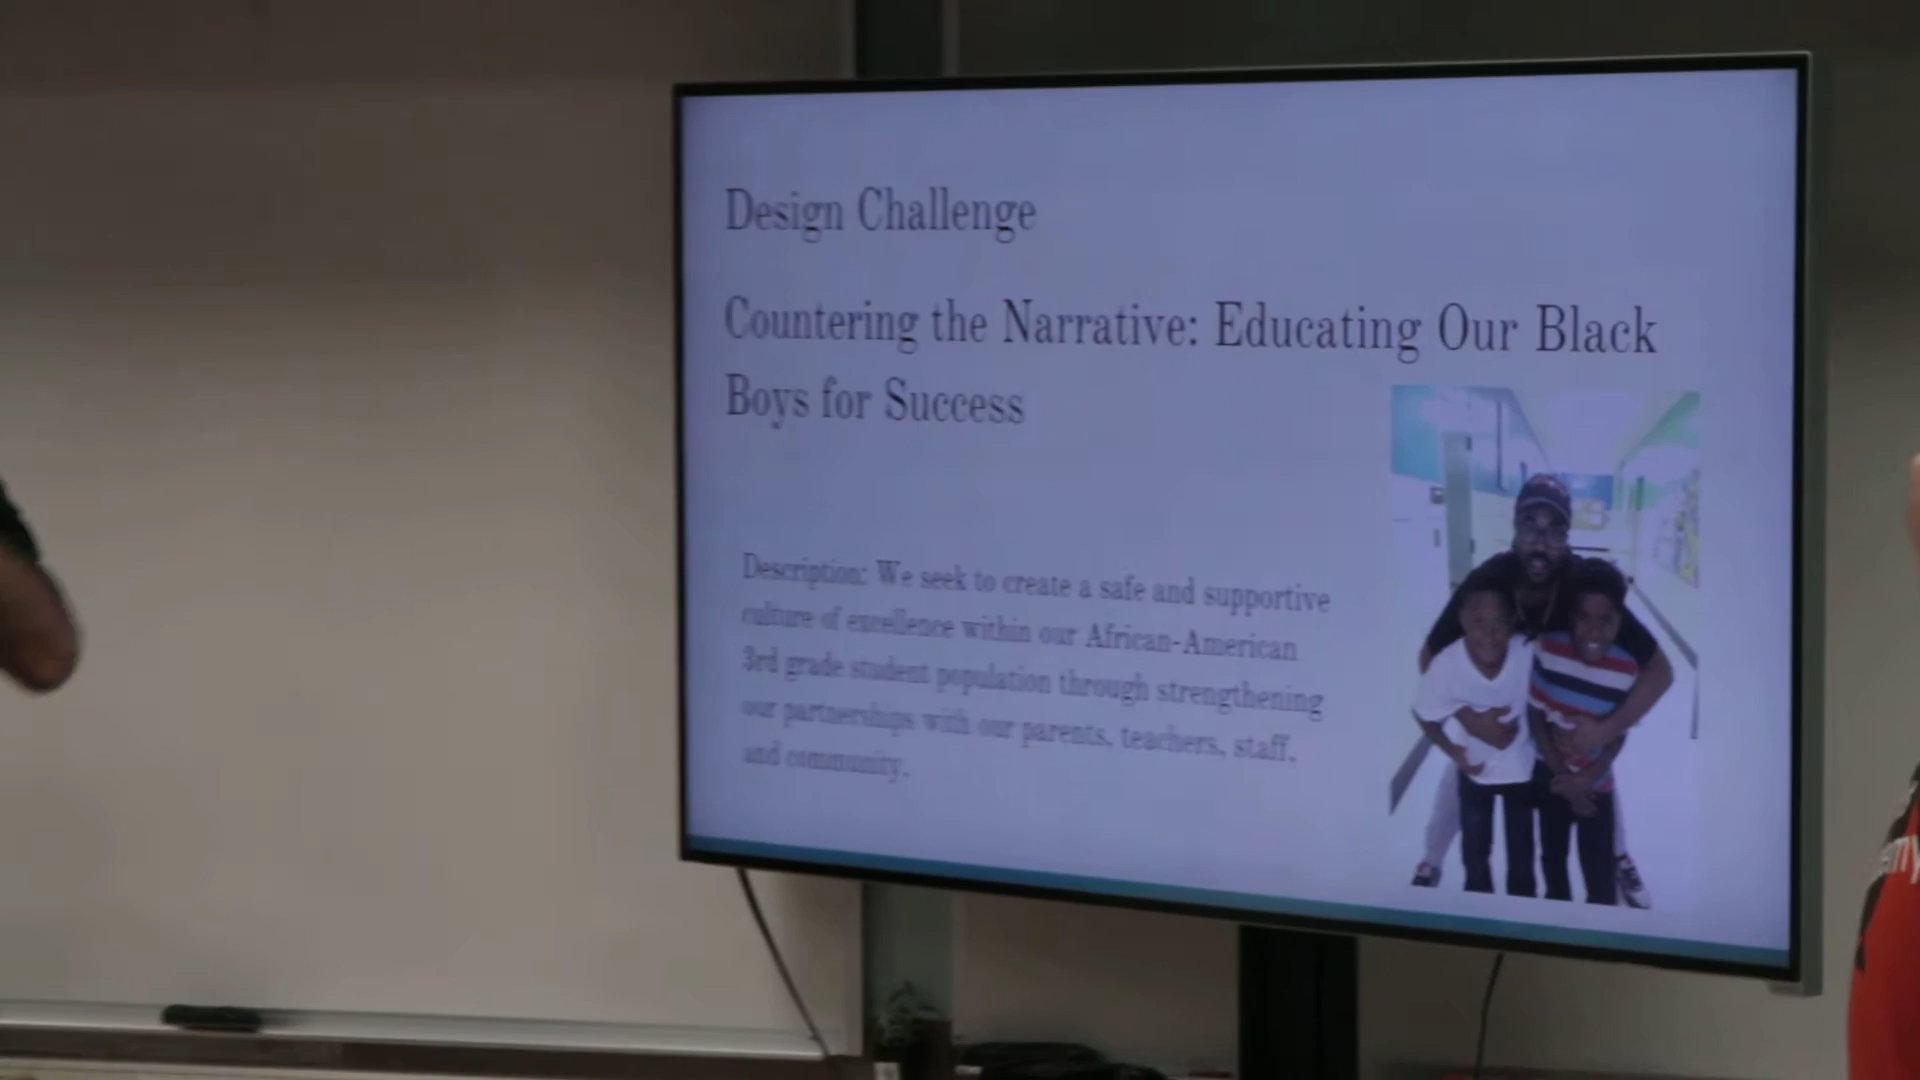 Design Challenge
Countering the Narrative: Educating Our Black
Boys for Success
Description: We seek to create a safe and supportive
culture of excellence within our African-American
3rd grade student population through strengthening
our partnerships with our parents, teachers, staff,
and community.